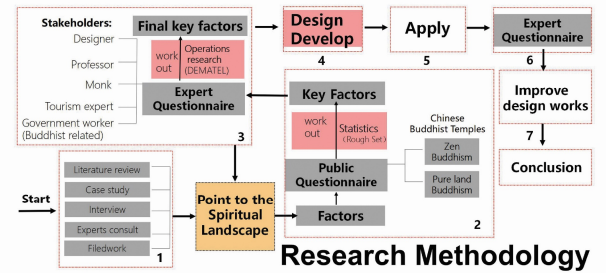 Stakeholders:
Designer
Professor
Monk
Tourism expert
Government worker
(Buddhist related)
Final key factors
work
out
Operations
research
(DEMATEL)
Expert
Questionnaire
3
Design
Develop
4
Apply
5
Expert
Questionnaire
6
Improve
design works
7
Conclusion
Key Factors
work
out
Statistics
(Rough Set)
Public
Questionnaire
Factors
Chinese
Buddhist Temples
Zen
Buddhism
Pure land
Buddhism
2
Start
Literature review
Case study
Interview
Experts consult
Filedwork
1
Point to the
Spiritual
Landscape
Research Methodology